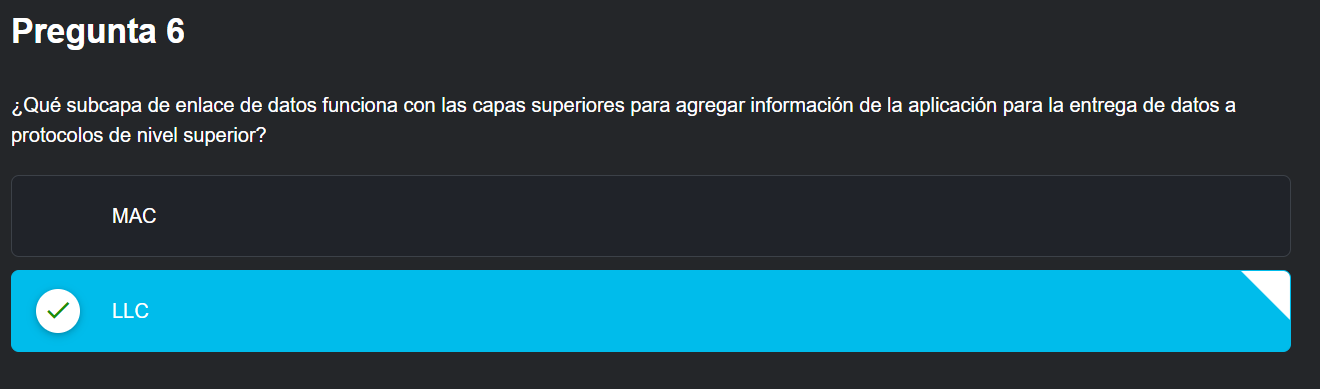 Pregunta 6
¿Qué subcapa de enlace de datos funciona con las capas superiores para agregar información de la aplicación para la entrega de datos a
protocolos de nivel superior?
MAC
LLC